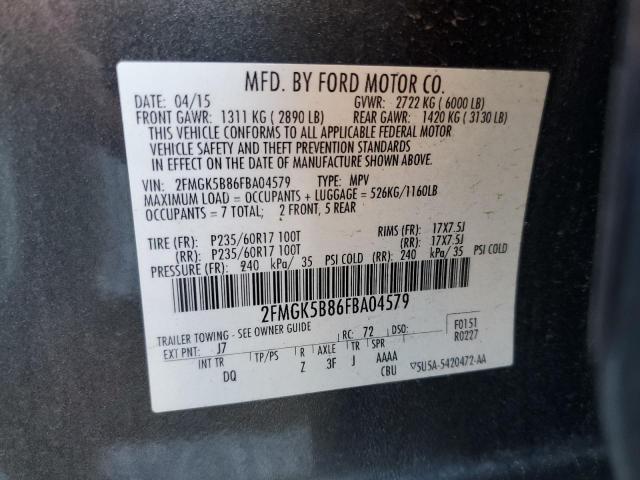 MFD. BY FORD MOTOR CO.
DATE: 04/15 GVWR: 2722 KG ( 6000 LB)
FRONT GAWR: 1311 KG ( 2890 LB) REAR GAWR: 1420 KG ( 3130 LB)
THIS VEHICLE CONFORMS TO ALL APPLICABLE FEDERAL MOTOR
VEHICLE SAFETY AND THEFT PREVENTION STANDARDS
IN EFFECT ON THE DATE OF MANUFACTURE SHOWN ABOVE.
VIN: 2FMGK5B86FBA04579 TYPE: MPV
MAXIMUM LOAD = OCCUPANTS + LUGGAGE = 526KG/1160LB
OCCUPANTS = 7 TOTAL; 2 FRONT, 5 REAR
TIRE (FR): P235/60R17 100T RIMS (FR): 17X7.5J
(RR): P235/60R17 100T (RR): 17X7.5J
PRESSURE (FR): 240 kPa/ 35 PSI COLD (RR): 240 kPa/ 35 PSI COLD
2FMGK5B86FBA04579
TRAILER TOWING - SEE OWNER GUIDE
EXT PNT: J7 RC: 72 DSO: F0151
R0227
INT TR TP/PS R AXLE TR SPR
DQ Z 3F J AAAA
CBU ▽5U5A-5420472-AA